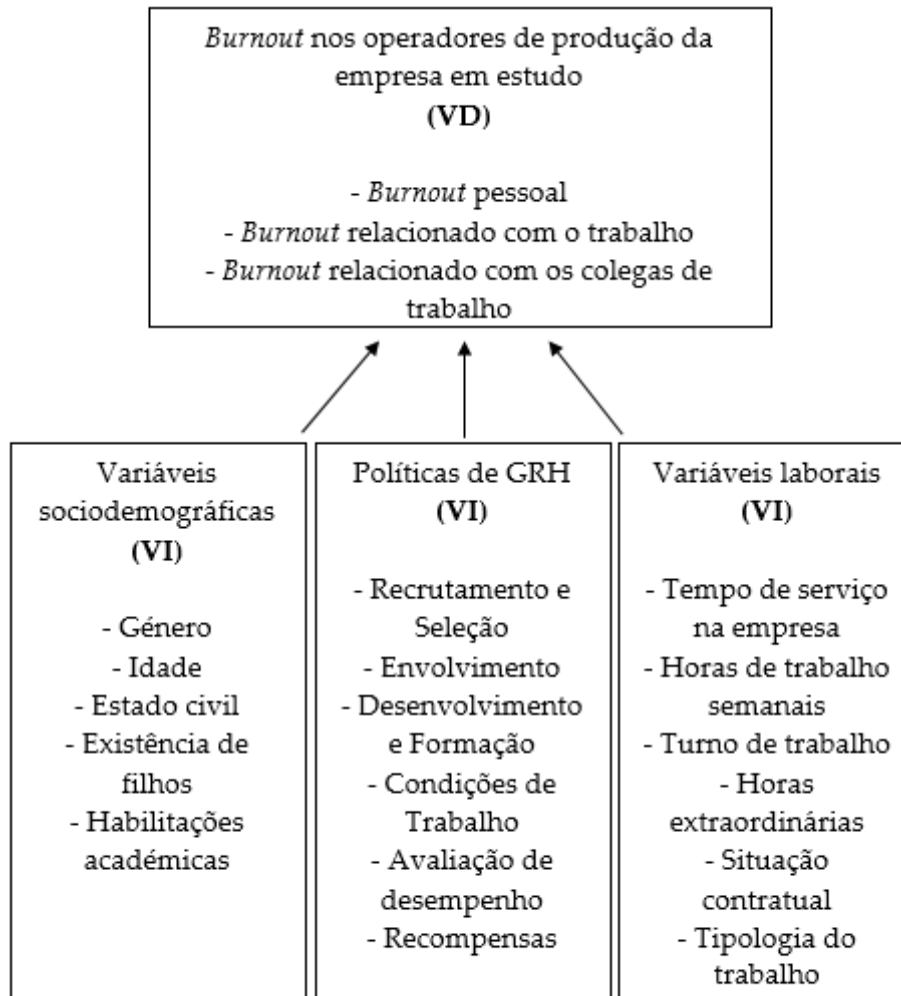 Burnout nos operadores de produção da
empresa em estudo
(VD)
- Burnout pessoal
- Burnout relacionado com o trabalho
- Burnout relacionado com os colegas de
trabalho
Variáveis
sociodemográficas
(VI)
- Género
- Idade
- Estado civil
- Existência de
filhos
- Habilitações
académicas
Políticas de GRH
(VI)
- Recrutamento e
Seleção
- Envolvimento
- Desenvolvimento
e Formação
- Condições de
Trabalho
- Avaliação de
desempenho
- Recompensas
Variáveis laborais
(VI)
- Tempo de serviço
na empresa
- Horas de trabalho
semanais
- Turno de trabalho
- Horas
extraordinárias
- Situação
contratual
- Tipologia do
trabalho